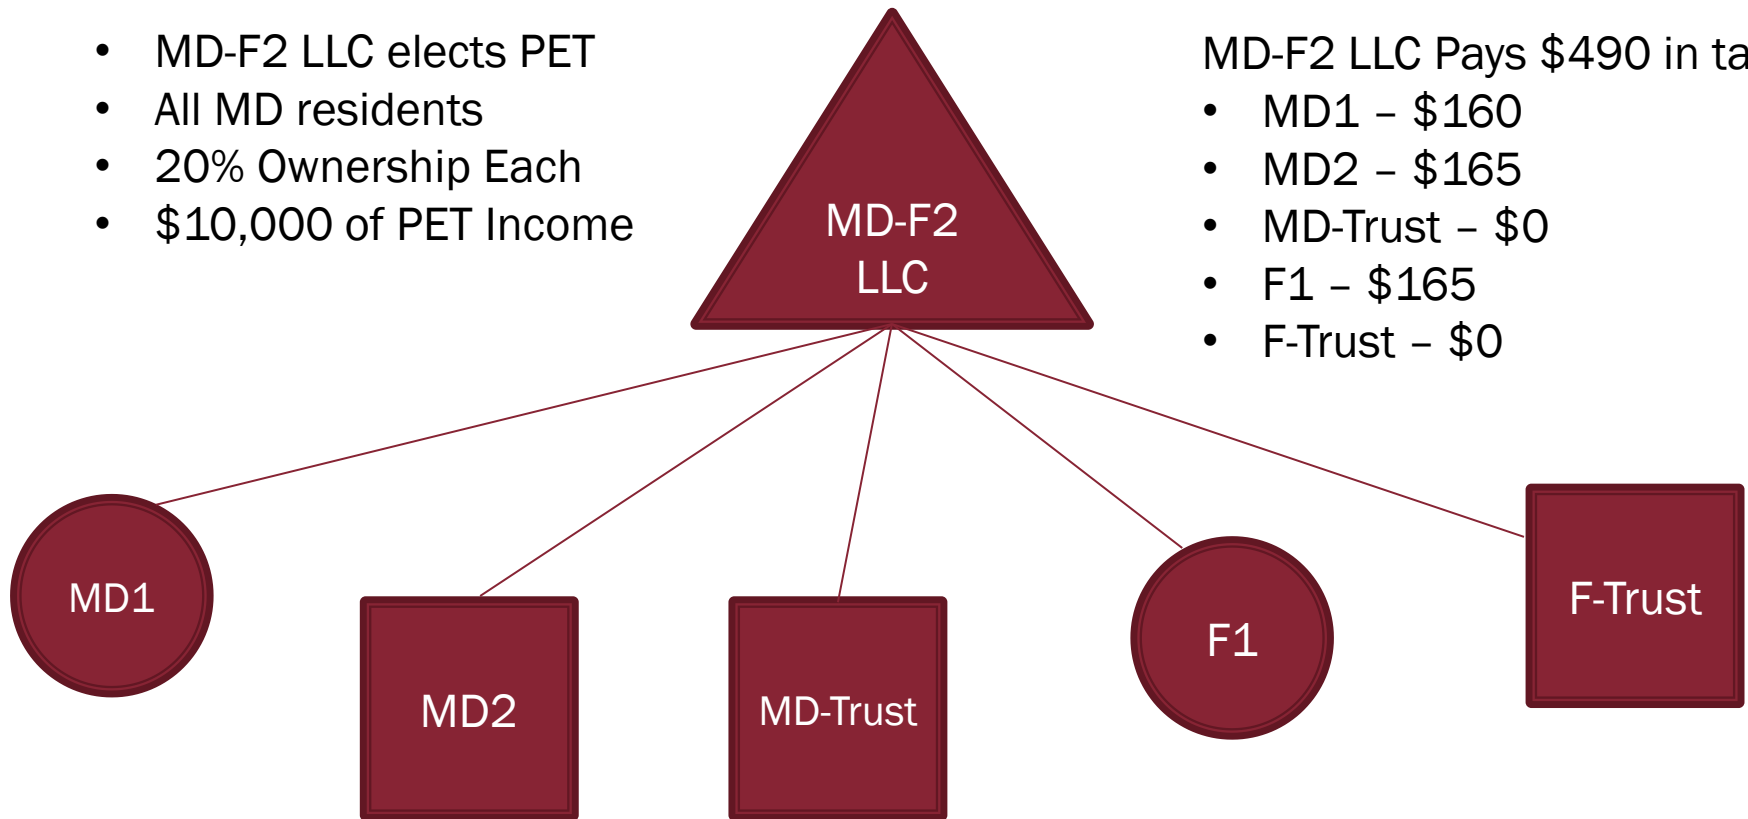 • MD-F2 LLC elects PET
• All MD residents
• 20% Ownership Each
• $10,000 of PET Income
MD-F2 LLC Pays $490 in ta
• MD1 – $160
• MD2 – $165
• MD-Trust – $0
• F1 – $165
• F-Trust – $0
MD-F2
LLC
MD1
MD2
MD-Trust
F1
F-Trust